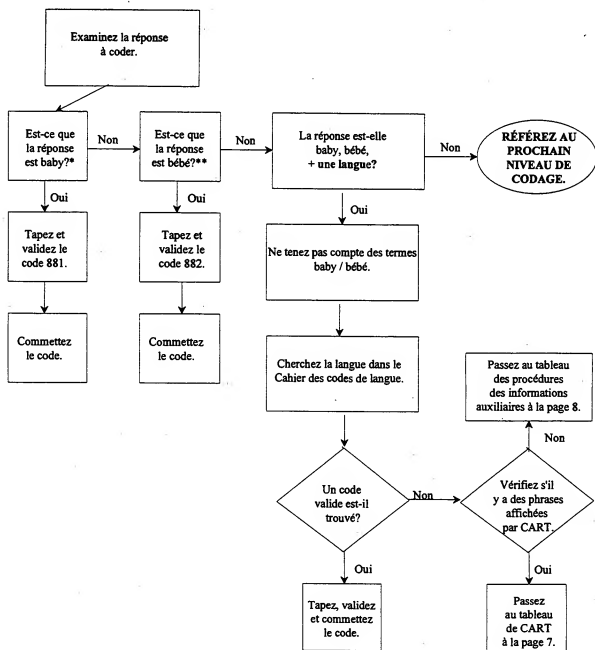 Examinez la réponse
à coder.
Est-ce que
la réponse
est baby?*
Non
Est-ce que
la réponse
est bébé?**
Non
La réponse est-elle
baby, bébé,
+ une langue?
Non
RÉFÉREZ AU
PROCHAIN
NIVEAU DE
CODAGE.
Oui
Oui
Oui
Tapez et
validez le
code 881.
Tapez et
validez le
code 882.
Ne tenez pas compte des termes
baby / bébé.
Commettez
le code.
Commettez
le code.
Cherchez la langue dans le
Cahier des codes de langue.
Passez au tableau
des procédures
des informations
auxiliaires à la page 8.
Non
Un code
valide est-il
trouvé?
Non
Vérifiez s'il
y a des phrases
affichées
par CART.
Oui
Oui
Tapez, validez
et commettez
le code.
Passez
au tableau
de CART
à la page 7.